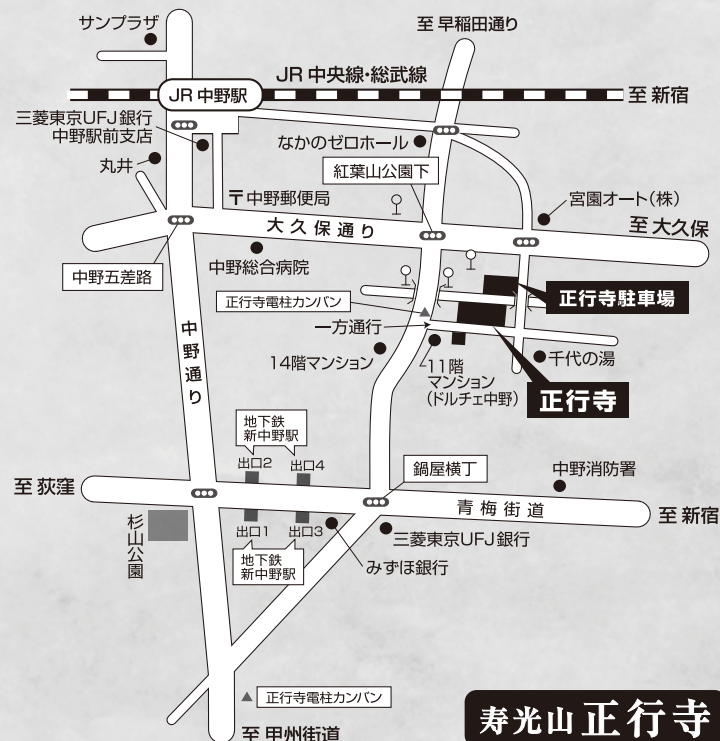 サンプラザ
至 早稲田通り
JR 中央線・総武線
JR 中野駅
至 新宿
三菱東京UFJ銀行
中野駅前支店
なかのゼロホール
丸井
紅葉山公園下
〒中野郵便局
宮園オート(株)
大久保通り
至 大久保
中野総合病院
中野五差路
正行寺電柱カンバン
正行寺駐車場
一方通行
中野通り
14階マンション
11階
マンション
(ドルチェ中野)
千代の湯
正行寺
地下鉄
新中野駅
出口2
出口4
鍋屋横丁
中野消防署
至 荻窪
青梅街道
至 新宿
杉山公園
出口1
出口3
三菱東京UFJ銀行
地下鉄
新中野駅
みずほ銀行
正行寺電柱カンバン
寿光山 正行寺
至 甲州街道